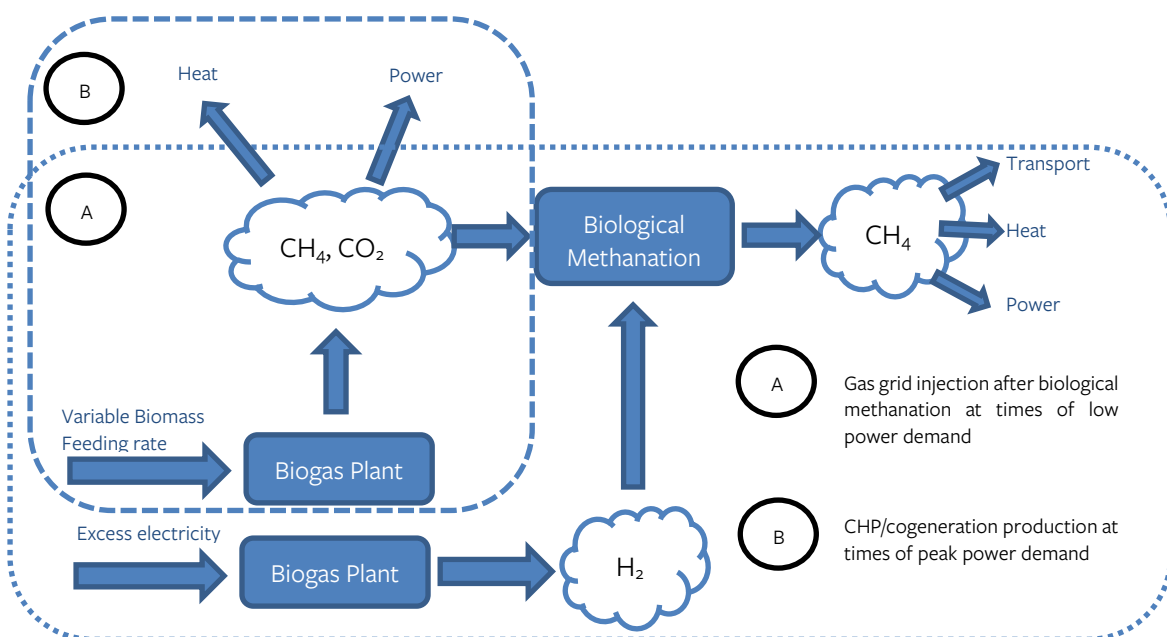 B
Heat
Power
A
CH₄, CO₂
Biological
Methanation
CH₄
Transport
Heat
Power
Variable Biomass
Feeding rate
Biogas Plant
Excess electricity
Biogas Plant
H₂
A
Gas grid injection after biological
methanation at times of low
power demand
B
CHP/cogeneration production at
times of peak power demand